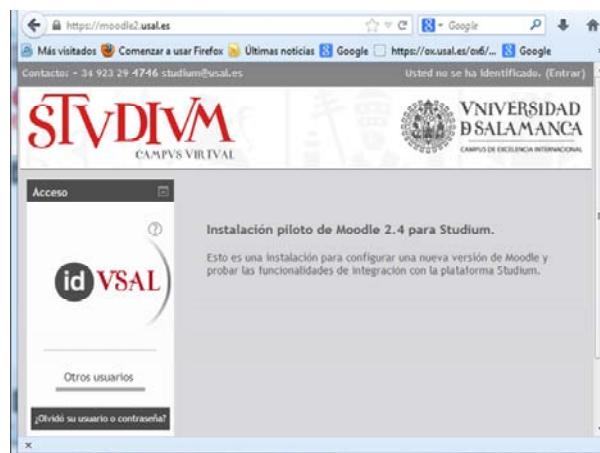 https://moodle2.usal.es
Google
Más visitados Comenzar a usar Firefox Últimas noticias Google https://ox.usal.es/ox6/... Google
Contacto: - 34 923 29 4746 studium@usal.es Usted no se ha identificado. (Entrar)
STVDIVM
CAMPVS VIRTVAL
VNIVERSIDAD
D SALAMANCA
CAMPUS DE EXCELENCIA INTERNACIONAL
Acceso
Instalación piloto de Moodle 2.4 para Studium.
Esto es una instalación para configurar una nueva versión de Moodle y
probar las funcionalidades de integración con la plataforma Studium.
id VSAL
Otros usuarios
¿Olvidó su usuario o contraseña?